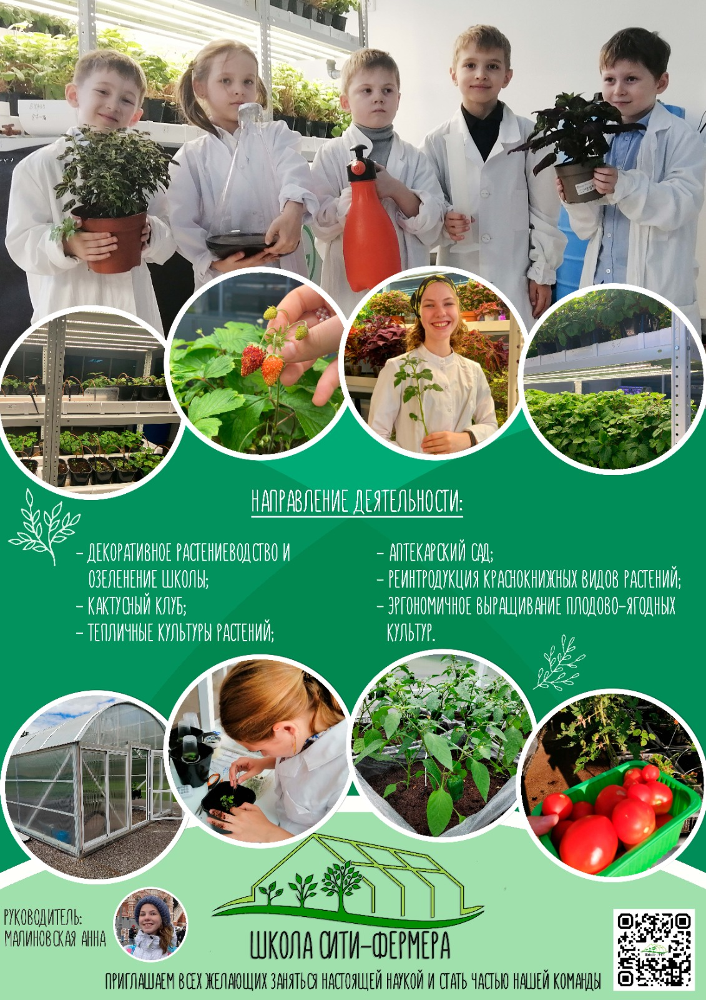 НАПРАВЛЕНИЕ ДЕЯТЕЛЬНОСТИ:
– ДЕКОРАТИВНОЕ РАСТЕНИЕВОДСТВО И
ОЗЕЛЕНЕНИЕ ШКОЛЫ;
– КАКТУСНЫЙ КЛУБ;
– ТЕПЛИЧНЫЕ КУЛЬТУРЫ РАСТЕНИЙ;
– АПТЕКАРСКИЙ САД;
– РЕИНТРОДУКЦИЯ КРАСНОКНИЖНЫХ ВИДОВ РАСТЕНИЙ;
– ЭРГОНОМИЧНОЕ ВЫРАЩИВАНИЕ ПЛОДОВО-ЯГОДНЫХ
КУЛЬТУР.
РУКОВОДИТЕЛЬ:
МАЛИНОВСКАЯ АННА
ШКОЛА СИТИ-ФЕРМЕРА
ПРИГЛАШАЕМ ВСЕХ ЖЕЛАЮЩИХ ЗАНЯТЬСЯ НАСТОЯЩЕЙ НАУКОЙ И СТАТЬ ЧАСТЬЮ НАШЕЙ КОМАНДЫ